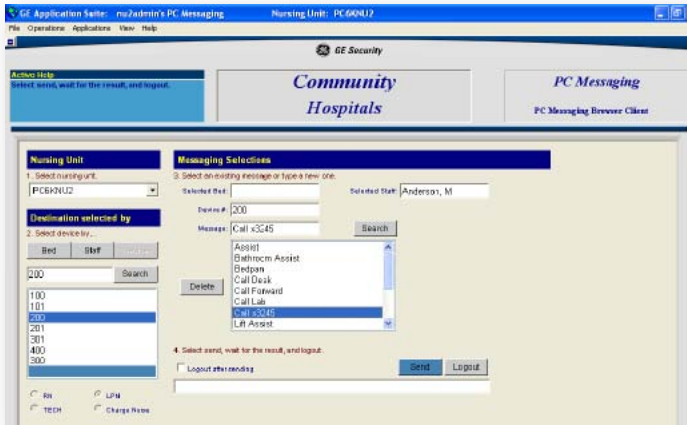 GE Application Suite: nu2admin's PC Messaging Nursing Unit: PC6KNU2
File Operations Applications View Help
GE Security
Active Help
Select send, wait for the result, and logout.
Community
Hospitals
PC Messaging
PC Messaging Browser Client
Nursing Unit
1. Select nursing unit.
PC6KNU2
Destination selected by
2. Select device by...
Bed Staff
200 Search
100
101
200
201
301
400
300
RN LPN
TECH Charge Nurse
Messaging Selections
3. Select an existing message or type a new one.
Selected Bed: Selected Staff: Anderson, M
Device #: 200
Message: Call x3245 Search
Assist
Bathroom Assist
Bedpan
Call Desk
Call Forward
Call Lab
Call x3245
Lift Assist
Delete
4. Select send, wait for the result, and logout.
Logout after sending Send Logout